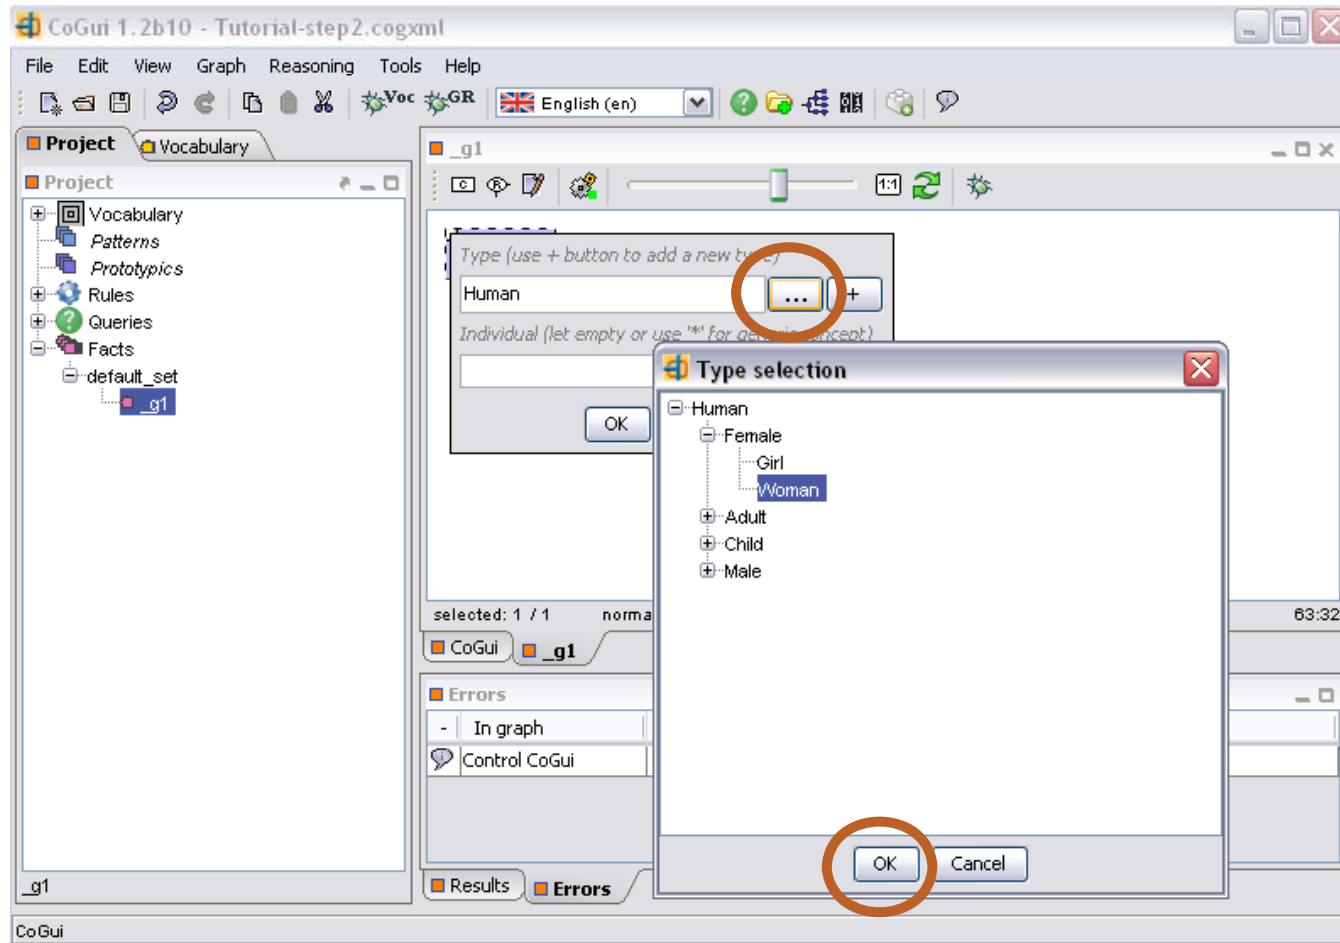 CoGui 1.2b10 - Tutorial-step2.cogxml
File Edit View Graph Reasoning Tools Help
Voc GR English (en)
Project Vocabulary
Project
Vocabulary
Patterns
Prototypics
Rules
Queries
Facts
default_set
_g1
_g1
_g1
C R 1:1
Type (use + button to add a new type)
Human ... +
Individual (let empty or use '*' for generic concept)
OK
Type selection
Human
Female
Girl
Woman
Adult
Child
Male
OK Cancel
selected: 1 / 1 norma 63:32
CoGui _g1
Errors
- In graph
Control CoGui
Results Errors
CoGui